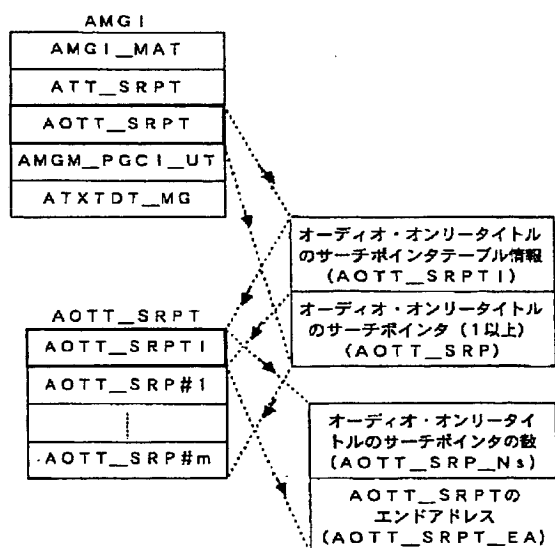 AMGI
AMGI_MAT
ATT_SRPT
AOTT_SRPT
AMGM_PGCI_UT
ATXTDT_MG
オーディオ・オンリータイトル
のサーチポインタテーブル情報
(AOTT_SRPTI)
オーディオ・オンリータイトル
のサーチポインタ(1以上)
(AOTT_SRP)
AOTT_SRPT
AOTT_SRPTI
AOTT_SRP#1
AOTT_SRP#m
オーディオ・オンリータイ
トルのサーチポインタの数
(AOTT_SRP_Ns)
AOTT_SRPTの
エンドアドレス
(AOTT_SRPT_EA)